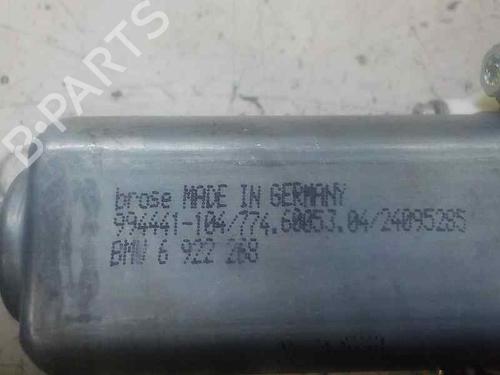 B-PARTS
brose MADE IN GERMANY
994441-104/774.60053.04/24095285
BMW 6 922 268